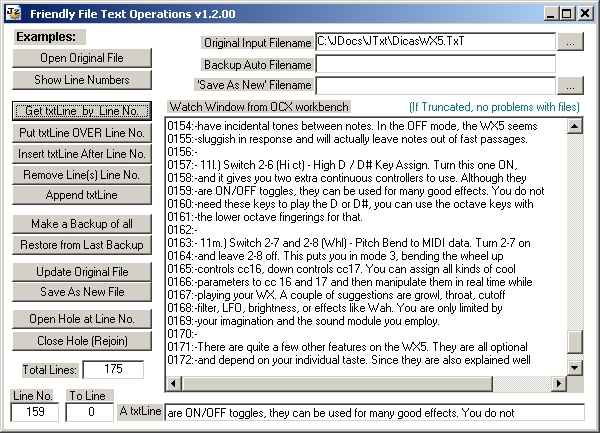 Friendly File Text Operations v1.2.00
Examples:
Open Original File
Show Line Numbers
Get txtLine by Line No.
Put txtLine OVER Line No.
Insert txtLine After Line No.
Remove Line(s) Line No.
Append txtLine
Make a Backup of all
Restore from Last Backup
Update Original File
Save As New File
Open Hole at Line No.
Close Hole (Rejoin)
Total Lines: 175
Line No. To Line
159 0
Original Input Filename C:\JDocs\JTxt\DicasWX5.TxT ...
Backup Auto Filename
'Save As New' Filename ...
Watch Window from OCX workbench (If Truncated, no problems with files)
0154:-have incidental tones between notes. In the OFF mode, the WX5 seems
0155:-sluggish in response and will actually leave notes out of fast passages.
0156:-
0157:- 11l.) Switch 2-6 (Hi ct) - High D / D# Key Assign. Turn this one ON,
0158:-and it gives you two extra continuous controllers to use. Although they
0159:-are ON/OFF toggles, they can be used for many good effects. You do not
0160:-need these keys to play the D or D#, you can use the octave keys with
0161:-the lower octave fingerings for that.
0162:-
0163:- 11m.) Switch 2-7 and 2-8 (Whl) - Pitch Bend to MIDI data. Turn 2-7 on
0164:-and leave 2-8 off. This puts you in mode 3, bending the wheel up
0165:-controls cc16, down controls cc17. You can assign all kinds of cool
0166:-parameters to cc 16 and 17 and then manipulate them in real time while
0167:-playing your WX. A couple of suggestions are growl, throat, cutoff
0168:-filter, LFO, brightness, or effects like Wah. You are only limited by
0169:-your imagination and the sound module you employ.
0170:-
0171:-There are quite a few other features on the WX5. They are all optional
0172:-and depend on your individual taste. Since they are also explained well
A txtLine are ON/OFF toggles, they can be used for many good effects. You do not